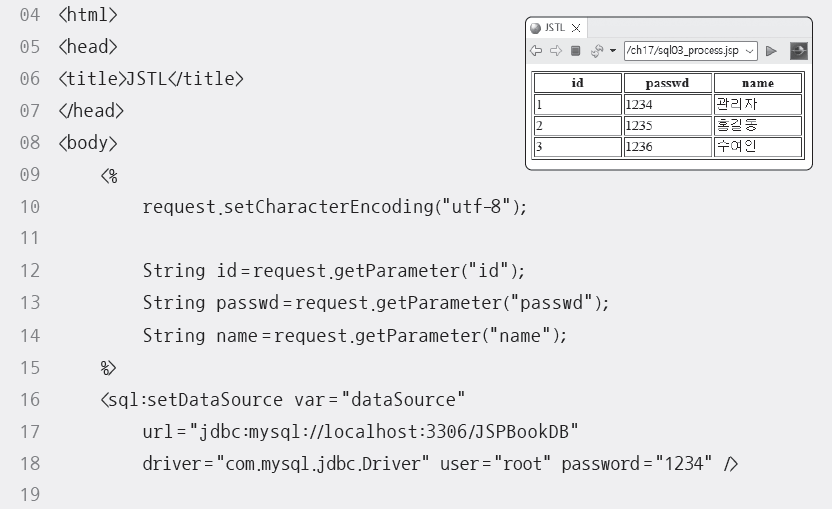 04 <html>
05 <head>
06 <title>JSTL</title>
07 </head>
08 <body>
09 <%
10 request.setCharacterEncoding("utf-8");
11
12 String id=request.getParameter("id");
13 String passwd=request.getParameter("passwd");
14 String name=request.getParameter("name");
15 %>
16 <sql:setDataSource var="dataSource"
17 url="jdbc:mysql://localhost:3306/JSPBookDB"
18 driver="com.mysql.jdbc.Driver" user="root" password="1234" />
19
JSTL
/ch17/sql03_process.jsp
id passwd name
1 1234 관리자
2 1235 홍길동
3 1236 수여인